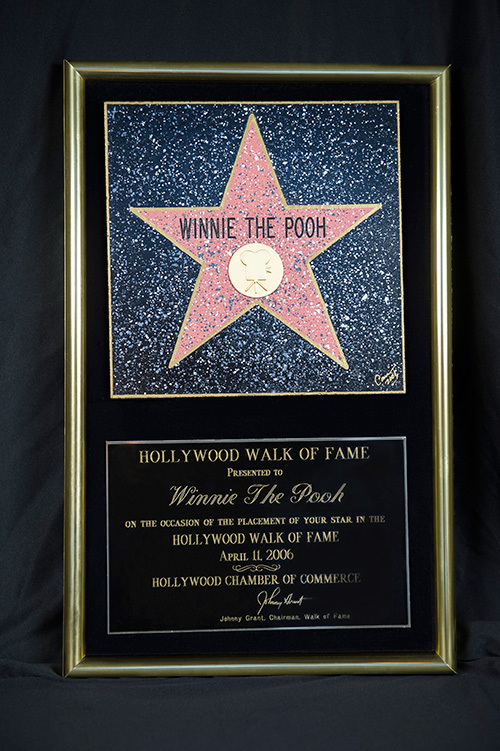 WINNIE THE POOH
HOLLYWOOD WALK OF FAME
PRESENTED TO
Winnie The Pooh
ON THE OCCASION OF THE PLACEMENT OF YOUR STAR IN THE
HOLLYWOOD WALK OF FAME
APRIL 11, 2006
HOLLYWOOD CHAMBER OF COMMERCE
Johnny Grant
Johnny Grant, Chairman, Walk of Fame